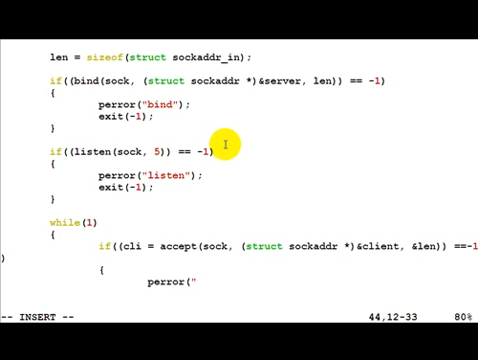 len = sizeof(struct sockaddr_in);
if((bind(sock, (struct sockaddr *)&server, len)) == -1)
{
perror("bind");
exit(-1);
}
if((listen(sock, 5)) == -1)
{
perror("listen");
exit(-1);
}
while(1)
{
if((cli = accept(sock, (struct sockaddr *)&client, &len)) ==-1
)
{
perror("
-- INSERT -- 44,12-33 80%